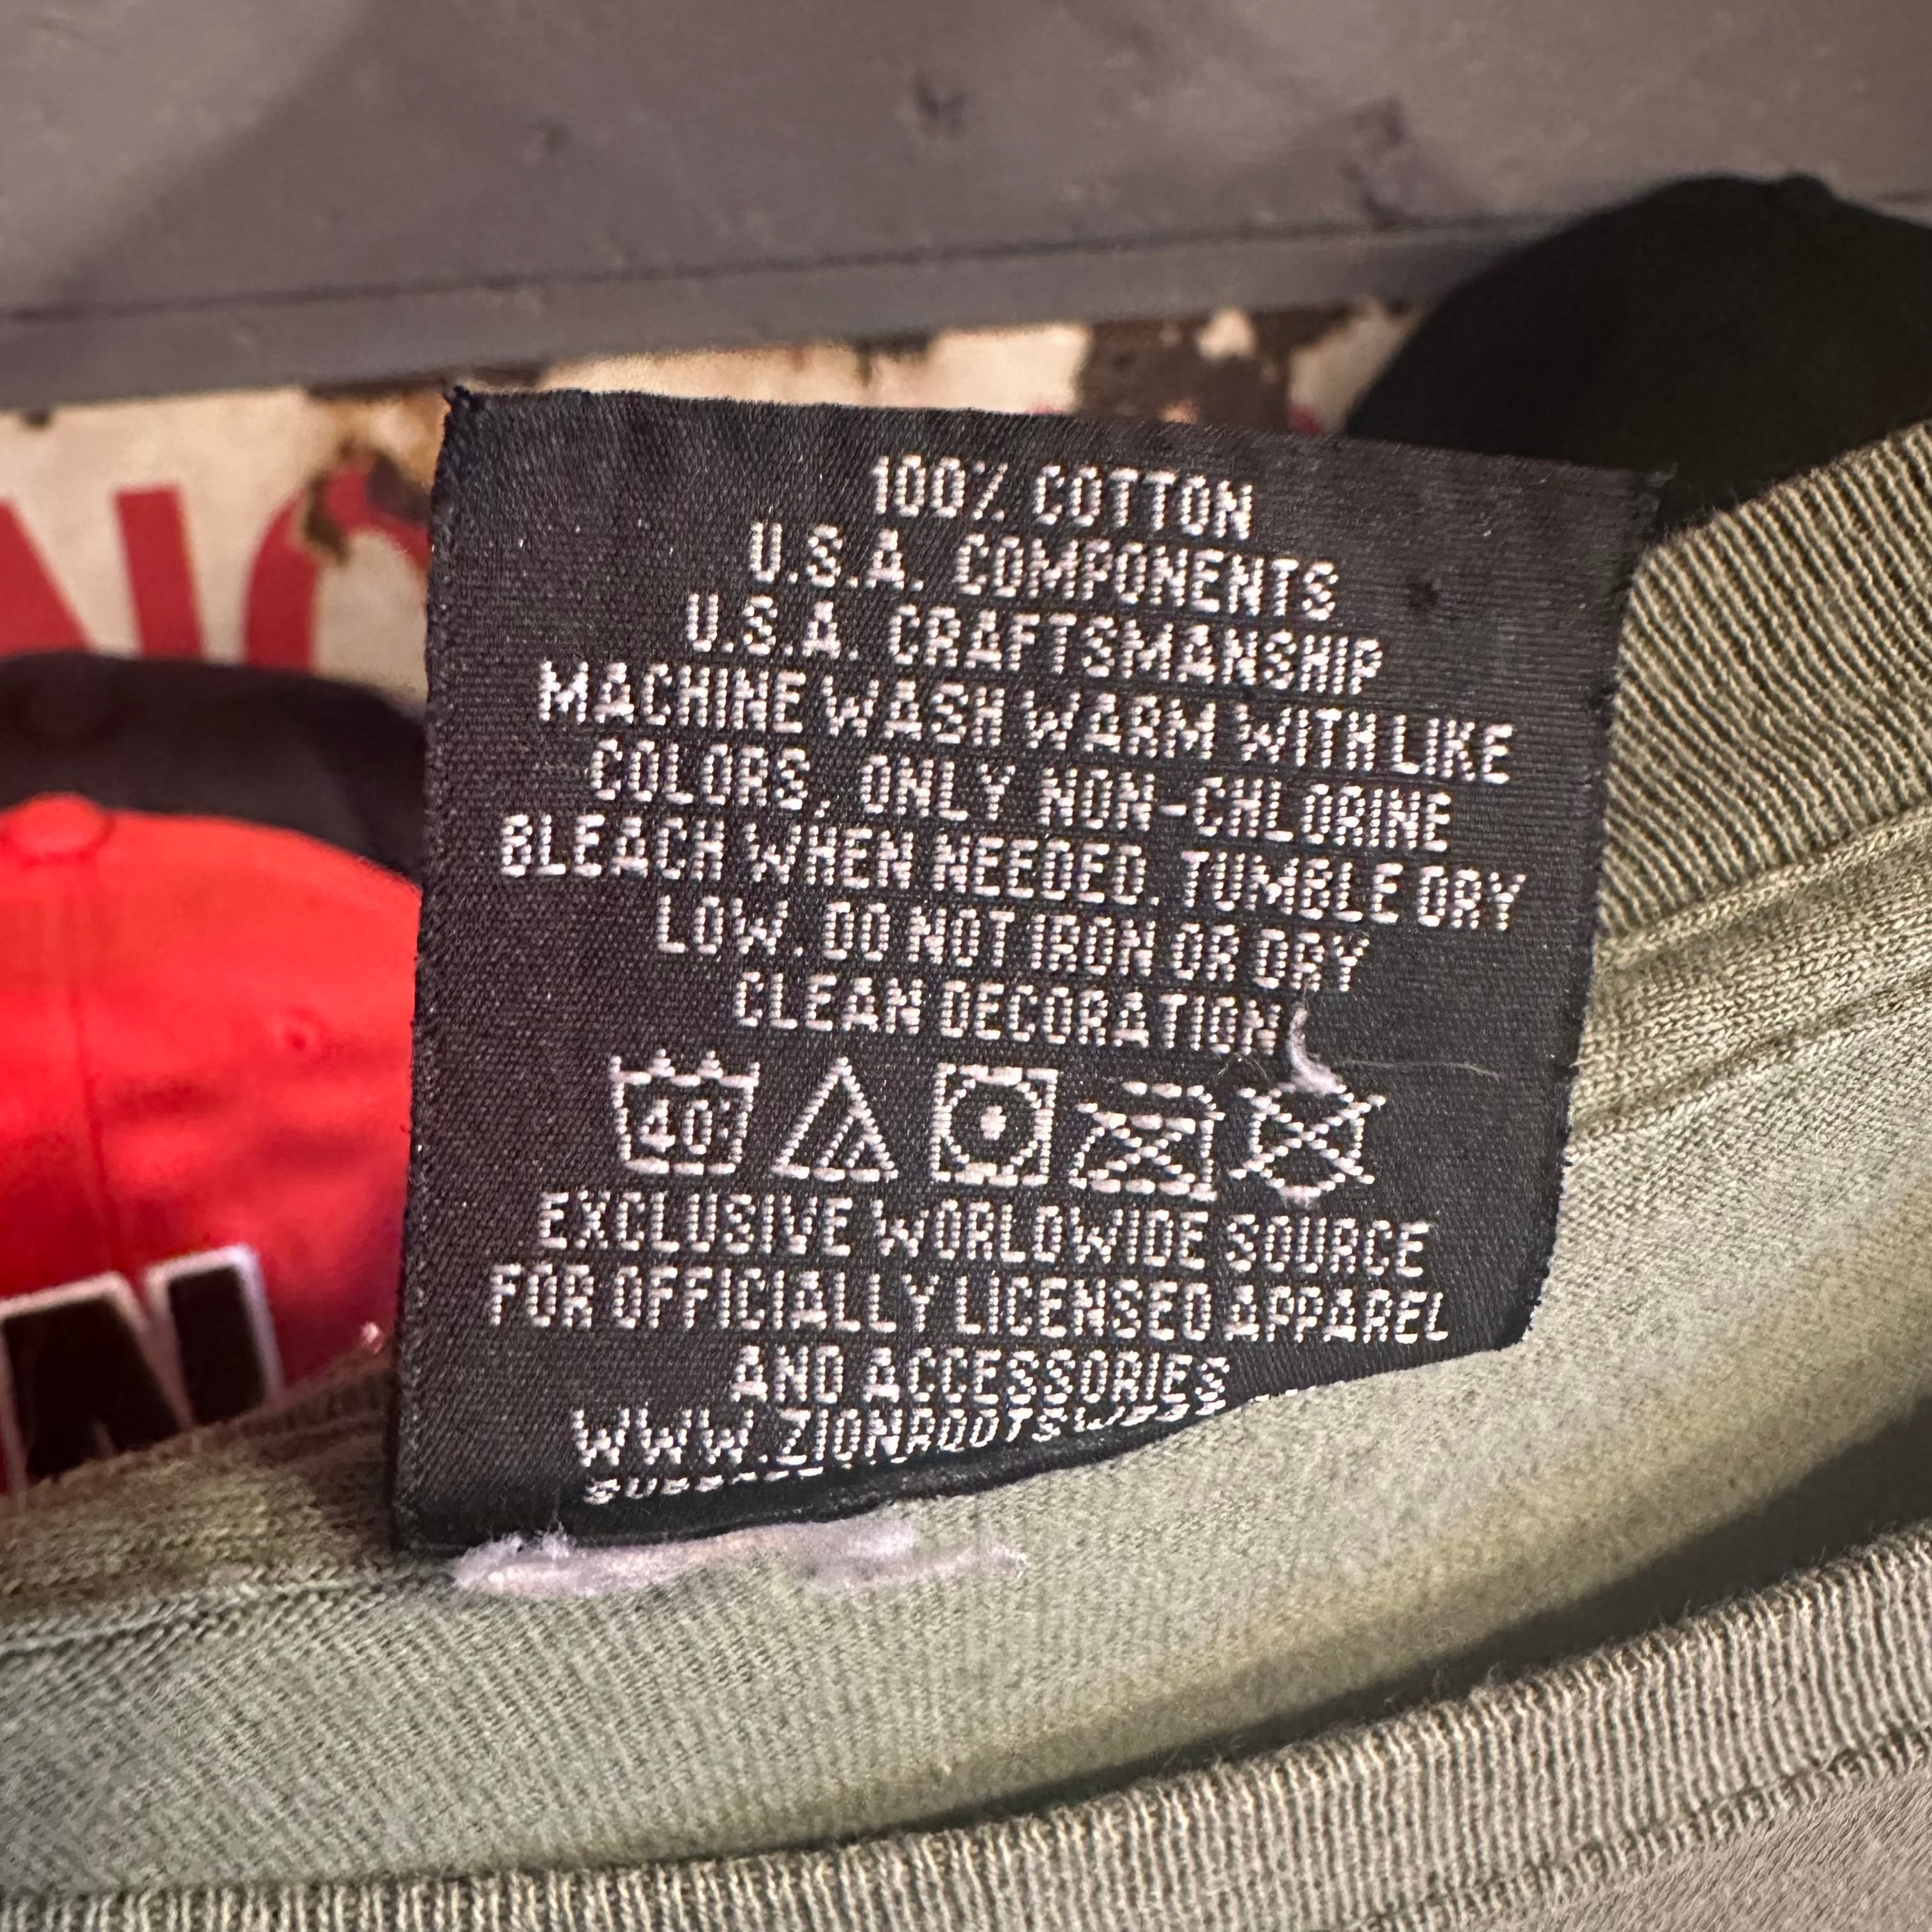 100% COTTON
U.S.A. COMPONENTS
U.S.A. CRAFTSMANSHIP
MACHINE WASH WARM WITH LIKE
COLORS, ONLY NON-CHLORINE
BLEACH WHEN NEEDED. TUMBLE DRY
LOW. DO NOT IRON OR DRY
CLEAN DECORATION
40°
EXCLUSIVE WORLDWIDE SOURCE
FOR OFFICIALLY LICENSED APPAREL
AND ACCESSORIES